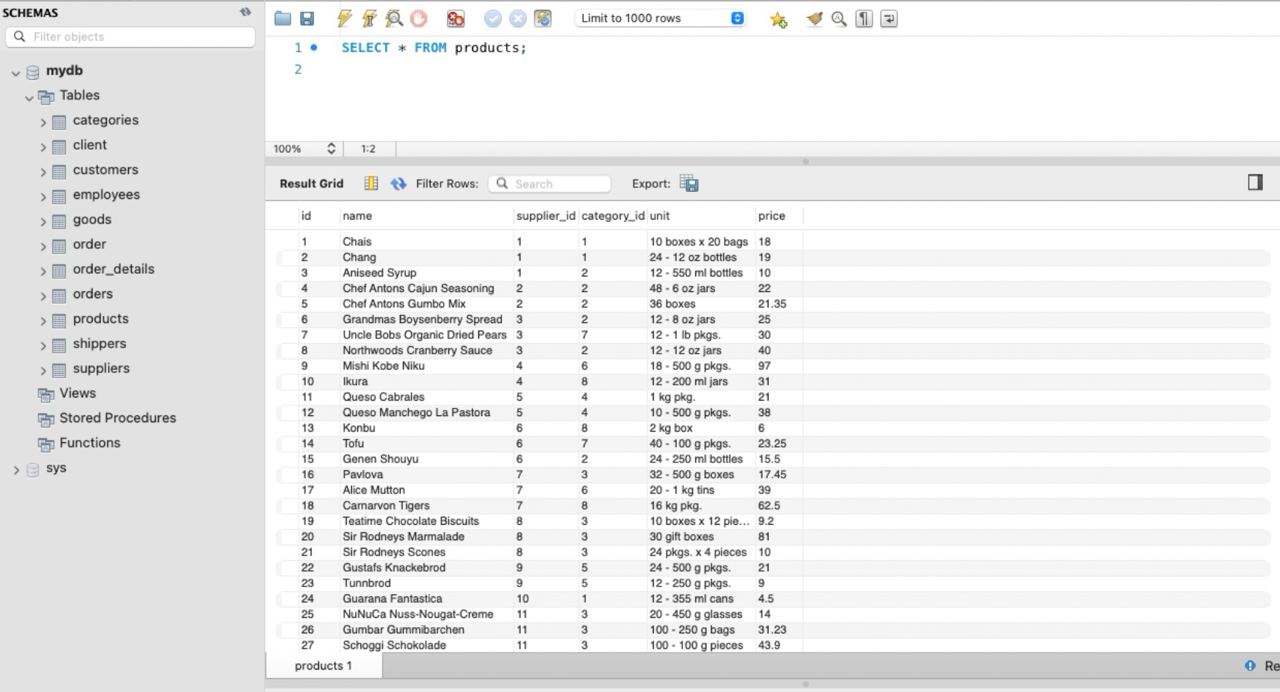 SCHEMAS
Filter objects
mydb
Tables
categories
client
customers
employees
goods
order
order_details
orders
products
shippers
suppliers
Views
Stored Procedures
Functions
sys
Limit to 1000 rows
1 SELECT * FROM products;
2
100% 1:2
Result Grid Filter Rows: Search Export:
id name supplier_id category_id unit price
1 Chais 1 1 10 boxes x 20 bags 18
2 Chang 1 1 24 - 12 oz bottles 19
3 Aniseed Syrup 1 2 12 - 550 ml bottles 10
4 Chef Antons Cajun Seasoning 2 2 48 - 6 oz jars 22
5 Chef Antons Gumbo Mix 2 2 36 boxes 21.35
6 Grandmas Boysenberry Spread 3 2 12 - 8 oz jars 25
7 Uncle Bobs Organic Dried Pears 3 7 12 - 1 lb pkgs. 30
8 Northwoods Cranberry Sauce 3 2 12 - 12 oz jars 40
9 Mishi Kobe Niku 4 6 18 - 500 g pkgs. 97
10 Ikura 4 8 12 - 200 ml jars 31
11 Queso Cabrales 5 4 1 kg pkg. 21
12 Queso Manchego La Pastora 5 4 10 - 500 g pkgs. 38
13 Konbu 6 8 2 kg box 6
14 Tofu 6 7 40 - 100 g pkgs. 23.25
15 Genen Shouyu 6 2 24 - 250 ml bottles 15.5
16 Pavlova 7 3 32 - 500 g boxes 17.45
17 Alice Mutton 7 6 20 - 1 kg tins 39
18 Carnarvon Tigers 7 8 16 kg pkg. 62.5
19 Teatime Chocolate Biscuits 8 3 10 boxes x 12 pie... 9.2
20 Sir Rodneys Marmalade 8 3 30 gift boxes 81
21 Sir Rodneys Scones 8 3 24 pkgs. x 4 pieces 10
22 Gustafs Knackebrod 9 5 24 - 500 g pkgs. 21
23 Tunnbrod 9 5 12 - 250 g pkgs. 9
24 Guarana Fantastica 10 1 12 - 355 ml cans 4.5
25 NuNuCa Nuss-Nougat-Creme 11 3 20 - 450 g glasses 14
26 Gumbar Gummibarchen 11 3 100 - 250 g bags 31.23
27 Schoggi Schokolade 11 3 100 - 100 g pieces 43.9
products 1
Re